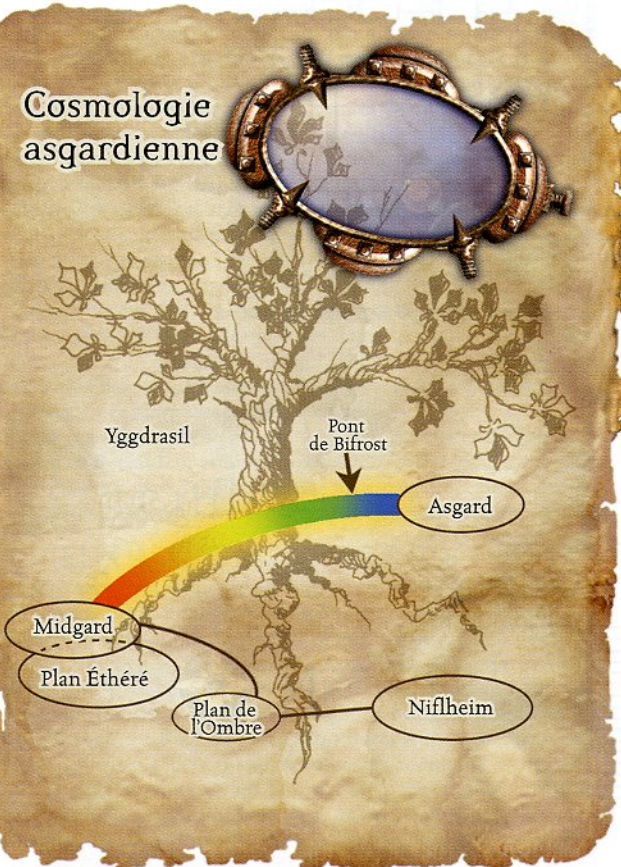 Cosmologie
asgardienne
Yggdrasil
Pont
de Bifrost
Asgard
Midgard
Plan Éthéré
Plan de
l'Ombre
Niflheim